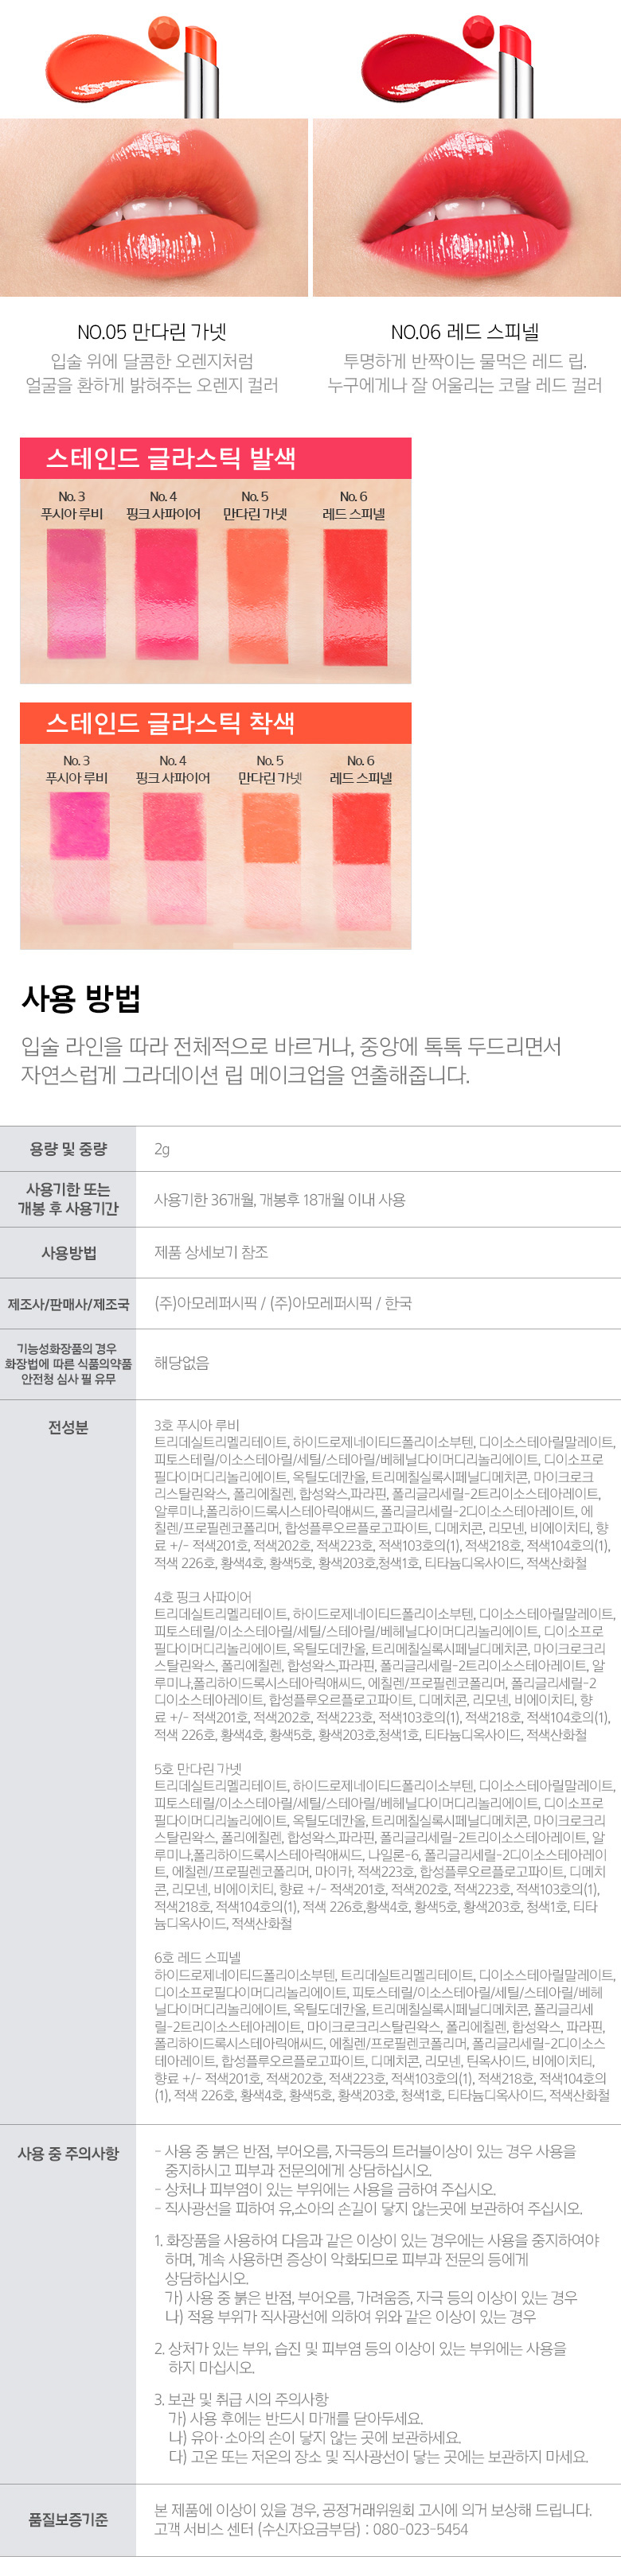 NO.05 만다린 가넷
입술 위에 달콤한 오렌지처럼
얼굴을 환하게 밝혀주는 오렌지 컬러
NO.06 레드 스피넬
투명하게 반짝이는 물먹은 레드 립.
누구에게나 잘 어울리는 코랄 레드 컬러
스테인드 글라스틱 발색
No. 3 No. 4 No. 5 No. 6
푸시아 루비 핑크 사파이어 만다린 가넷 레드 스피넬
스테인드 글라스틱 착색
No. 3 No. 4 No. 5 No. 6
푸시아 루비 핑크 사파이어 만다린 가넷 레드 스피넬
사용 방법
입술 라인을 따라 전체적으로 바르거나, 중앙에 톡톡 두드리면서
자연스럽게 그라데이션 립 메이크업을 연출해줍니다.
용량 및 중량
2g
사용기한 또는
개봉 후 사용기간
사용기한 36개월, 개봉후 18개월 이내 사용
사용방법
제품 상세보기 참조
제조사/판매사/제조국
(주)아모레퍼시픽 / (주)아모레퍼시픽 / 한국
기능성화장품의 경우
화장법에 따른 식품의약품
안전청 심사 필 유무
해당없음
전성분
3호 푸시아 루비
트리데실트리멜리테이트, 하이드로제네이티드폴리이소부텐, 디이소스테아릴말레이트,
피토스테릴/이소스테아릴/세틸/스테아릴/베헤닐다이머디리놀리에이트, 디이소프로
필다이머디리놀리에이트, 옥틸도데칸올, 트리메칠실록시페닐디메치콘, 마이크로크
리스탈린왁스, 폴리에칠렌, 합성왁스,파라핀, 폴리글리세릴-2트리이소스테아레이트,
알루미나,폴리하이드록시스테아릭애씨드, 폴리글리세릴-2디이소스테아레이트, 에
칠렌/프로필렌코폴리머, 합성플루오르플로고파이트, 디메치콘, 리모넨, 비에이치티, 향
료 +/- 적색201호, 적색202호, 적색223호, 적색103호의(1), 적색218호, 적색104호의(1),
적색 226호, 황색4호, 황색5호, 황색203호,청색1호, 티타늄디옥사이드, 적색산화철
4호 핑크 사파이어
트리데실트리멜리테이트, 하이드로제네이티드폴리이소부텐, 디이소스테아릴말레이트,
피토스테릴/이소스테아릴/세틸/스테아릴/베헤닐다이머디리놀리에이트, 디이소프로
필다이머디리놀리에이트, 옥틸도데칸올, 트리메칠실록시페닐디메치콘, 마이크로크리
스탈린왁스, 폴리에칠렌, 합성왁스,파라핀, 폴리글리세릴-2트리이소스테아레이트, 알
루미나,폴리하이드록시스테아릭애씨드, 에칠렌/프로필렌코폴리머, 폴리글리세릴-2
디이소스테아레이트, 합성플루오르플로고파이트, 디메치콘, 리모넨, 비에이치티, 향
료 +/- 적색201호, 적색202호, 적색223호, 적색103호의(1), 적색218호, 적색104호의(1),
적색 226호, 황색4호, 황색5호, 황색203호,청색1호, 티타늄디옥사이드, 적색산화철
5호 만다린 가넷
트리데실트리멜리테이트, 하이드로제네이티드폴리이소부텐, 디이소스테아릴말레이트,
피토스테릴/이소스테아릴/세틸/스테아릴/베헤닐다이머디리놀리에이트, 디이소프로
필다이머디리놀리에이트, 옥틸도데칸올, 트리메칠실록시페닐디메치콘, 마이크로크리
스탈린왁스, 폴리에칠렌, 합성왁스,파라핀, 폴리글리세릴-2트리이소스테아레이트, 알
루미나,폴리하이드록시스테아릭애씨드, 나일론-6, 폴리글리세릴-2디이소스테아레이
트, 에칠렌/프로필렌코폴리머, 마이카, 적색223호, 합성플루오르플로고파이트, 디메치
콘, 리모넨, 비에이치티, 향료 +/- 적색201호, 적색202호, 적색223호, 적색103호의(1),
적색218호, 적색104호의(1), 적색 226호,황색4호, 황색5호, 황색203호, 청색1호, 티타
늄디옥사이드, 적색산화철
6호 레드 스피넬
하이드로제네이티드폴리이소부텐, 트리데실트리멜리테이트, 디이소스테아릴말레이트,
디이소프로필다이머디리놀리에이트, 피토스테릴/이소스테아릴/세틸/스테아릴/베헤
닐다이머디리놀리에이트, 옥틸도데칸올, 트리메칠실록시페닐디메치콘, 폴리글리세
릴-2트리이소스테아레이트, 마이크로크리스탈린왁스, 폴리에칠렌, 합성왁스, 파라핀,
폴리하이드록시스테아릭애씨드, 에칠렌/프로필렌코폴리머, 폴리글리세릴-2디이소스
테아레이트, 합성플루오르플로고파이트, 디메치콘, 리모넨, 틴옥사이드, 비에이치티,
향료 +/- 적색201호, 적색202호, 적색223호, 적색103호의(1), 적색218호, 적색104호의
(1), 적색 226호, 황색4호, 황색5호, 황색203호, 청색1호, 티타늄디옥사이드, 적색산화철
사용 중 주의사항
- 사용 중 붉은 반점, 부어오름, 자극등의 트러블이상이 있는 경우 사용을
중지하시고 피부과 전문의에게 상담하십시오.
- 상처나 피부염이 있는 부위에는 사용을 금하여 주십시오.
- 직사광선을 피하여 유,소아의 손길이 닿지 않는곳에 보관하여 주십시오.
1. 화장품을 사용하여 다음과 같은 이상이 있는 경우에는 사용을 중지하여야
하며, 계속 사용하면 증상이 악화되므로 피부과 전문의 등에게
상담하십시오.
가) 사용 중 붉은 반점, 부어오름, 가려움증, 자극 등의 이상이 있는 경우
나) 적용 부위가 직사광선에 의하여 위와 같은 이상이 있는 경우
2. 상처가 있는 부위, 습진 및 피부염 등의 이상이 있는 부위에는 사용을
하지 마십시오.
3. 보관 및 취급 시의 주의사항
가) 사용 후에는 반드시 마개를 닫아두세요.
나) 유아·소아의 손이 닿지 않는 곳에 보관하세요.
다) 고온 또는 저온의 장소 및 직사광선이 닿는 곳에는 보관하지 마세요.
품질보증기준
본 제품에 이상이 있을 경우, 공정거래위원회 고시에 의거 보상해 드립니다.
고객 서비스 센터 (수신자요금부담) : 080-023-5454